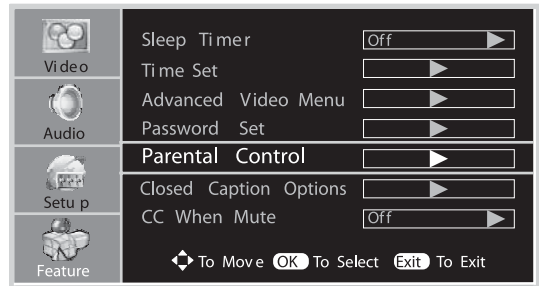 Video
Audio
Setup
Feature
Sleep Timer Off
Time Set
Advanced Video Menu
Password Set
Parental Control
Closed Caption Options
CC When Mute Off
To Move OK To Select Exit To Exit